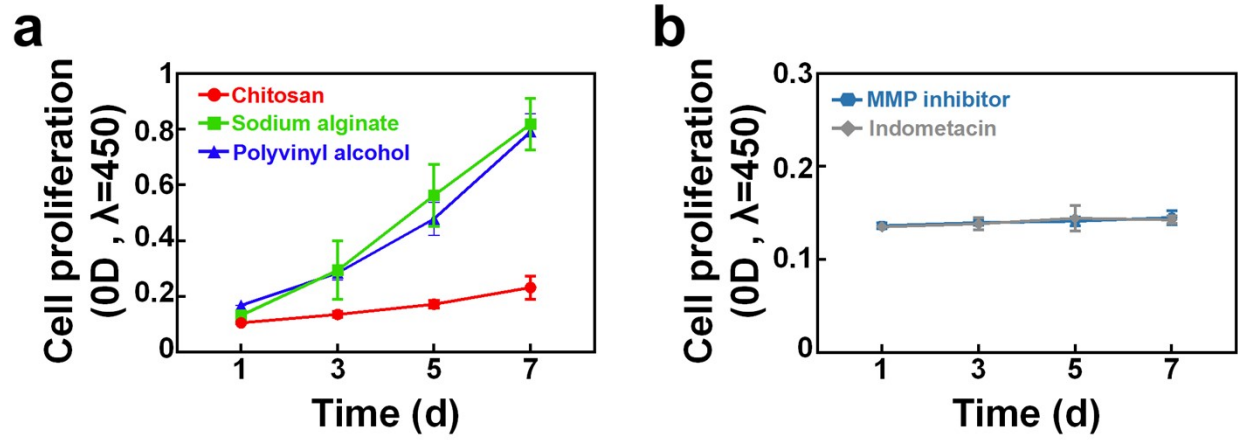 a
Cell proliferation
(0D , λ=450)
1
0.8
0.6
0.4
0.2
0
Chitosan
Sodium alginate
Polyvinyl alcohol
1 3 5 7
Time (d)
b
Cell proliferation
(0D , λ=450)
0.3
0.2
0.1
0
MMP inhibitor
Indometacin
1 3 5 7
Time (d)